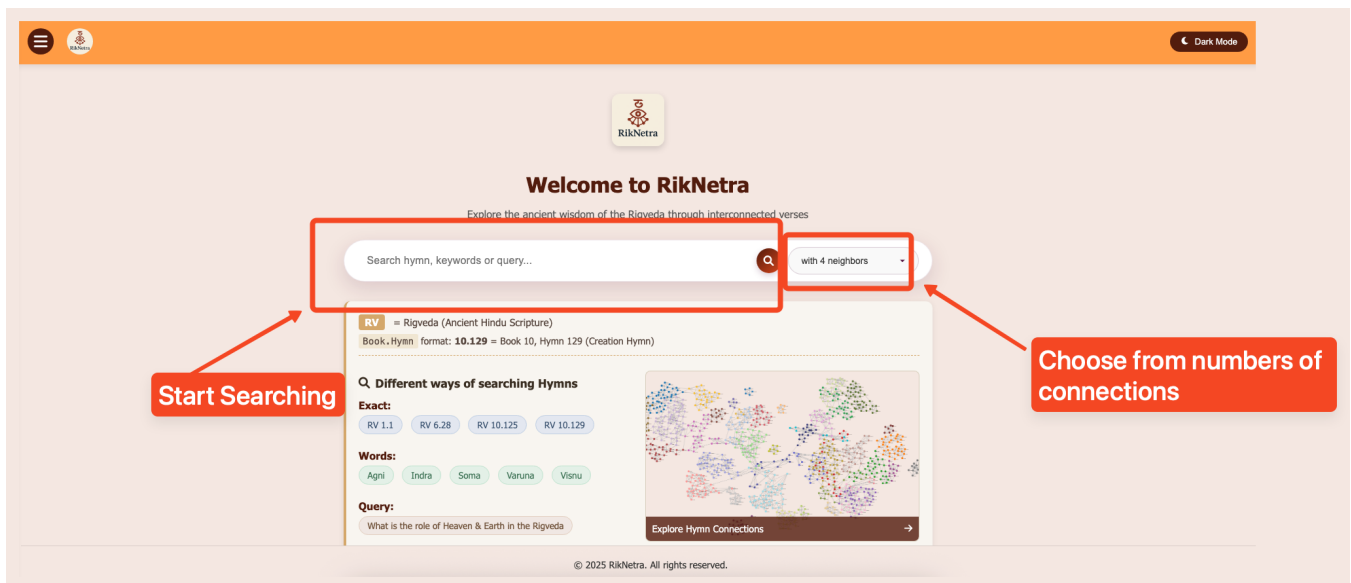 RikNetra
Dark Mode
RikNetra
Welcome to RikNetra
Explore the ancient wisdom of the Rigveda through interconnected verses
Search hymn, keywords or query...
with 4 neighbors
RV = Rigveda (Ancient Hindu Scripture)
Book.Hymn format: 10.129 = Book 10, Hymn 129 (Creation Hymn)
Start Searching
Choose from numbers of
connections
Different ways of searching Hymns
Exact:
RV 1.1 RV 6.28 RV 10.125 RV 10.129
Words:
Agni Indra Soma Varuna Visnu
Query:
What is the role of Heaven & Earth in the Rigveda
Explore Hymn Connections
© 2025 RikNetra. All rights reserved.